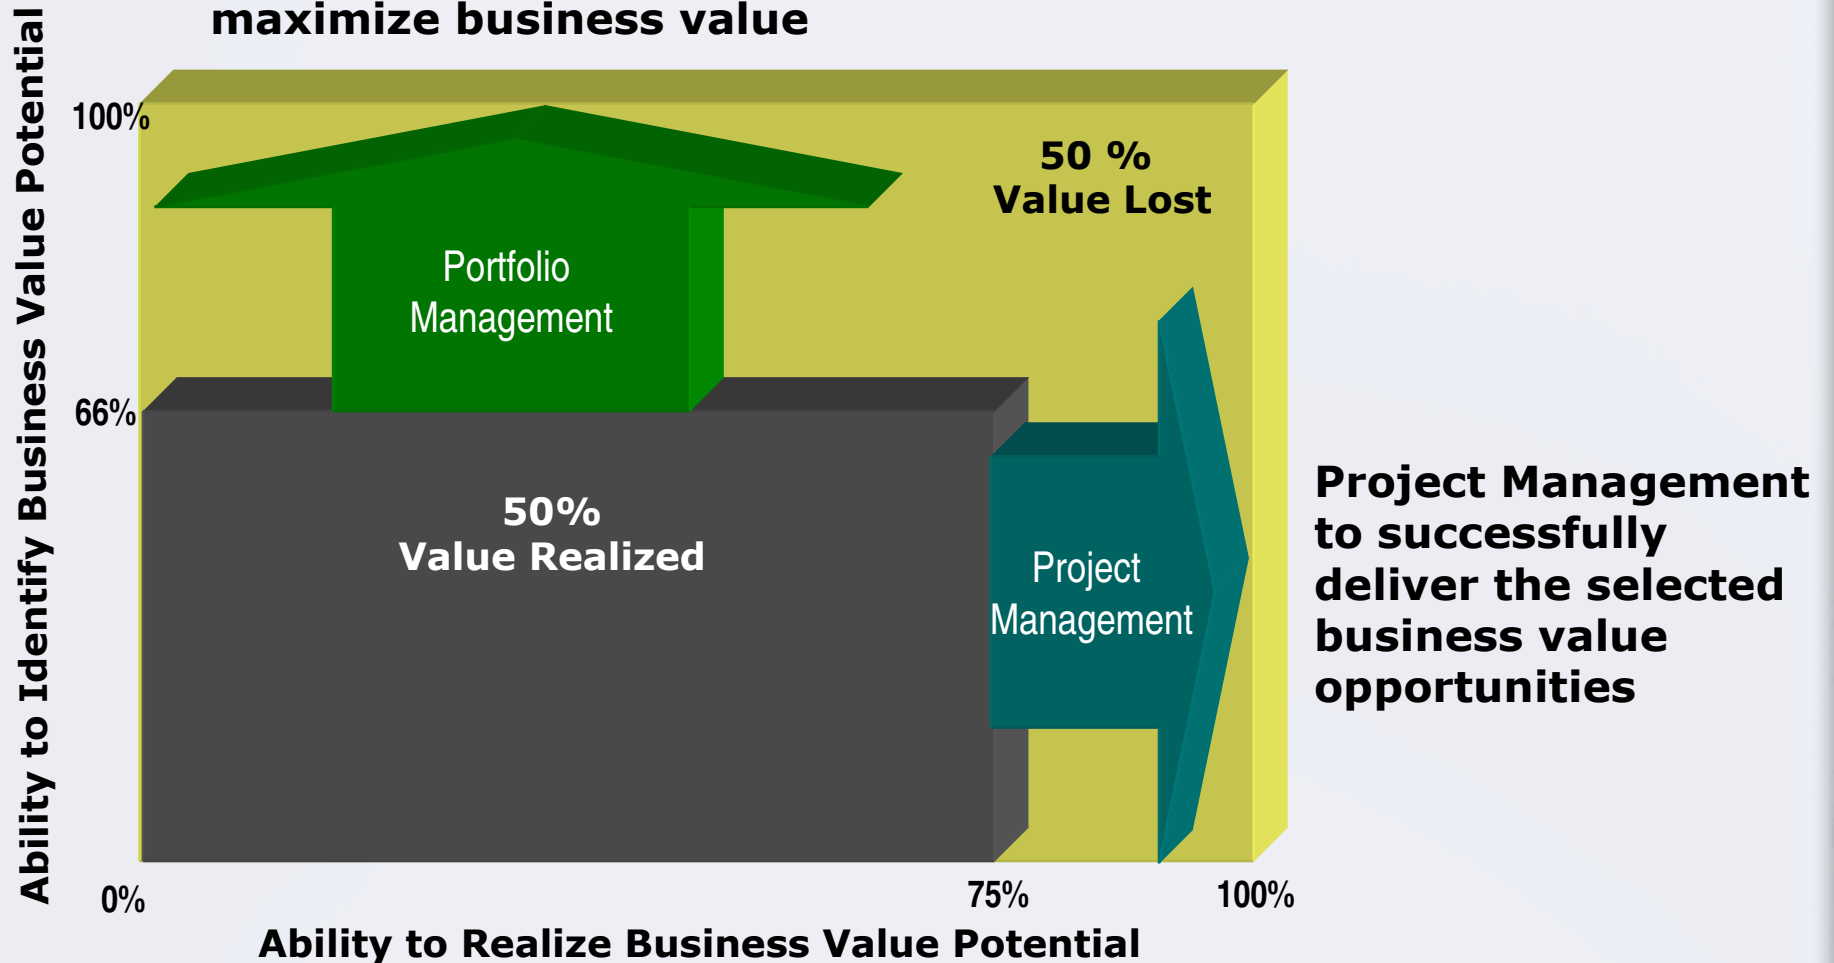 maximize business value
Ability to Identify Business Value Potential
100%
50 %
Value Lost
Portfolio
Management
66%
50%
Value Realized
Project
Management
Project Management
to successfully
deliver the selected
business value
opportunities
0%
75%
100%
Ability to Realize Business Value Potential